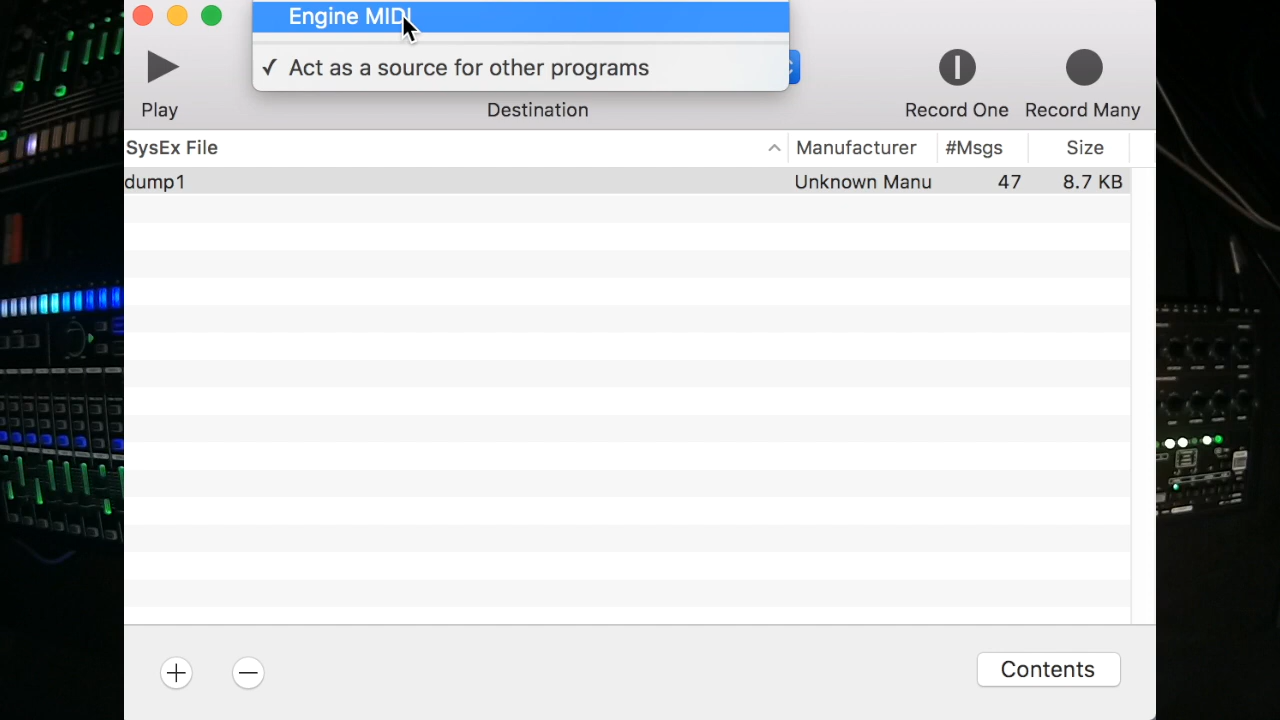 Engine MIDI
✓ Act as a source for other programs
Play
Destination
Record One
Record Many
SysEx File
Manufacturer
#Msgs
Size
dump1
Unknown Manu
47
8.7 KB
Contents